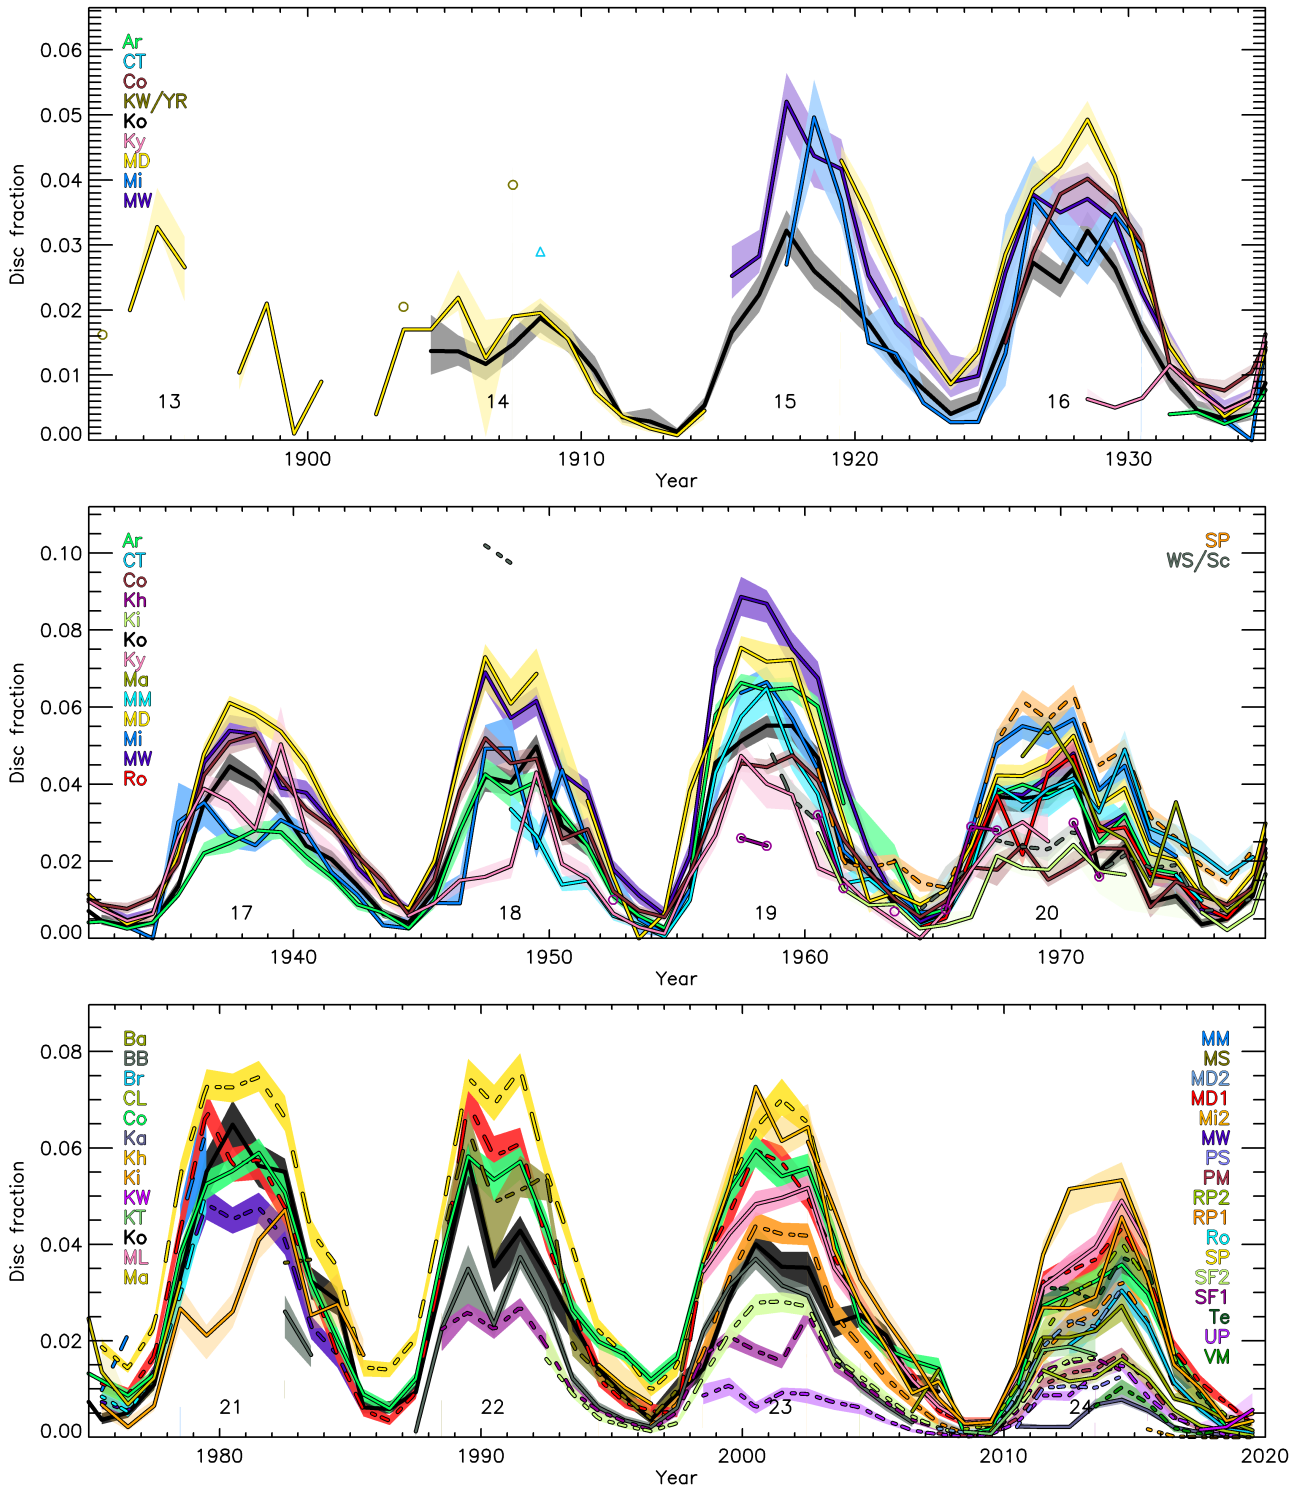 0.06
0.05
0.04
0.03
0.02
0.01
0.00
Disc fraction
Ar
CT
Co
KW/YR
Ko
Ky
MD
Mi
MW
13
14
15
16
1900
1910
1920
1930
Year
0.10
0.08
0.06
0.04
0.02
0.00
Disc fraction
Ar
CT
Co
Kh
Ki
Ko
Ky
Ma
MM
MD
Mi
MW
Ro
SP
WS/Sc
17
18
19
20
1940
1950
1960
1970
Year
0.08
0.06
0.04
0.02
0.00
Disc fraction
Ba
BB
Br
CL
Co
Ka
Kh
Ki
KW
KT
Ko
ML
Ma
MM
MS
MD2
MD1
Mi2
MW
PS
PM
RP2
RP1
Ro
SP
SF2
SF1
Te
UP
VM
21
22
23
24
1980
1990
2000
2010
2020
Year